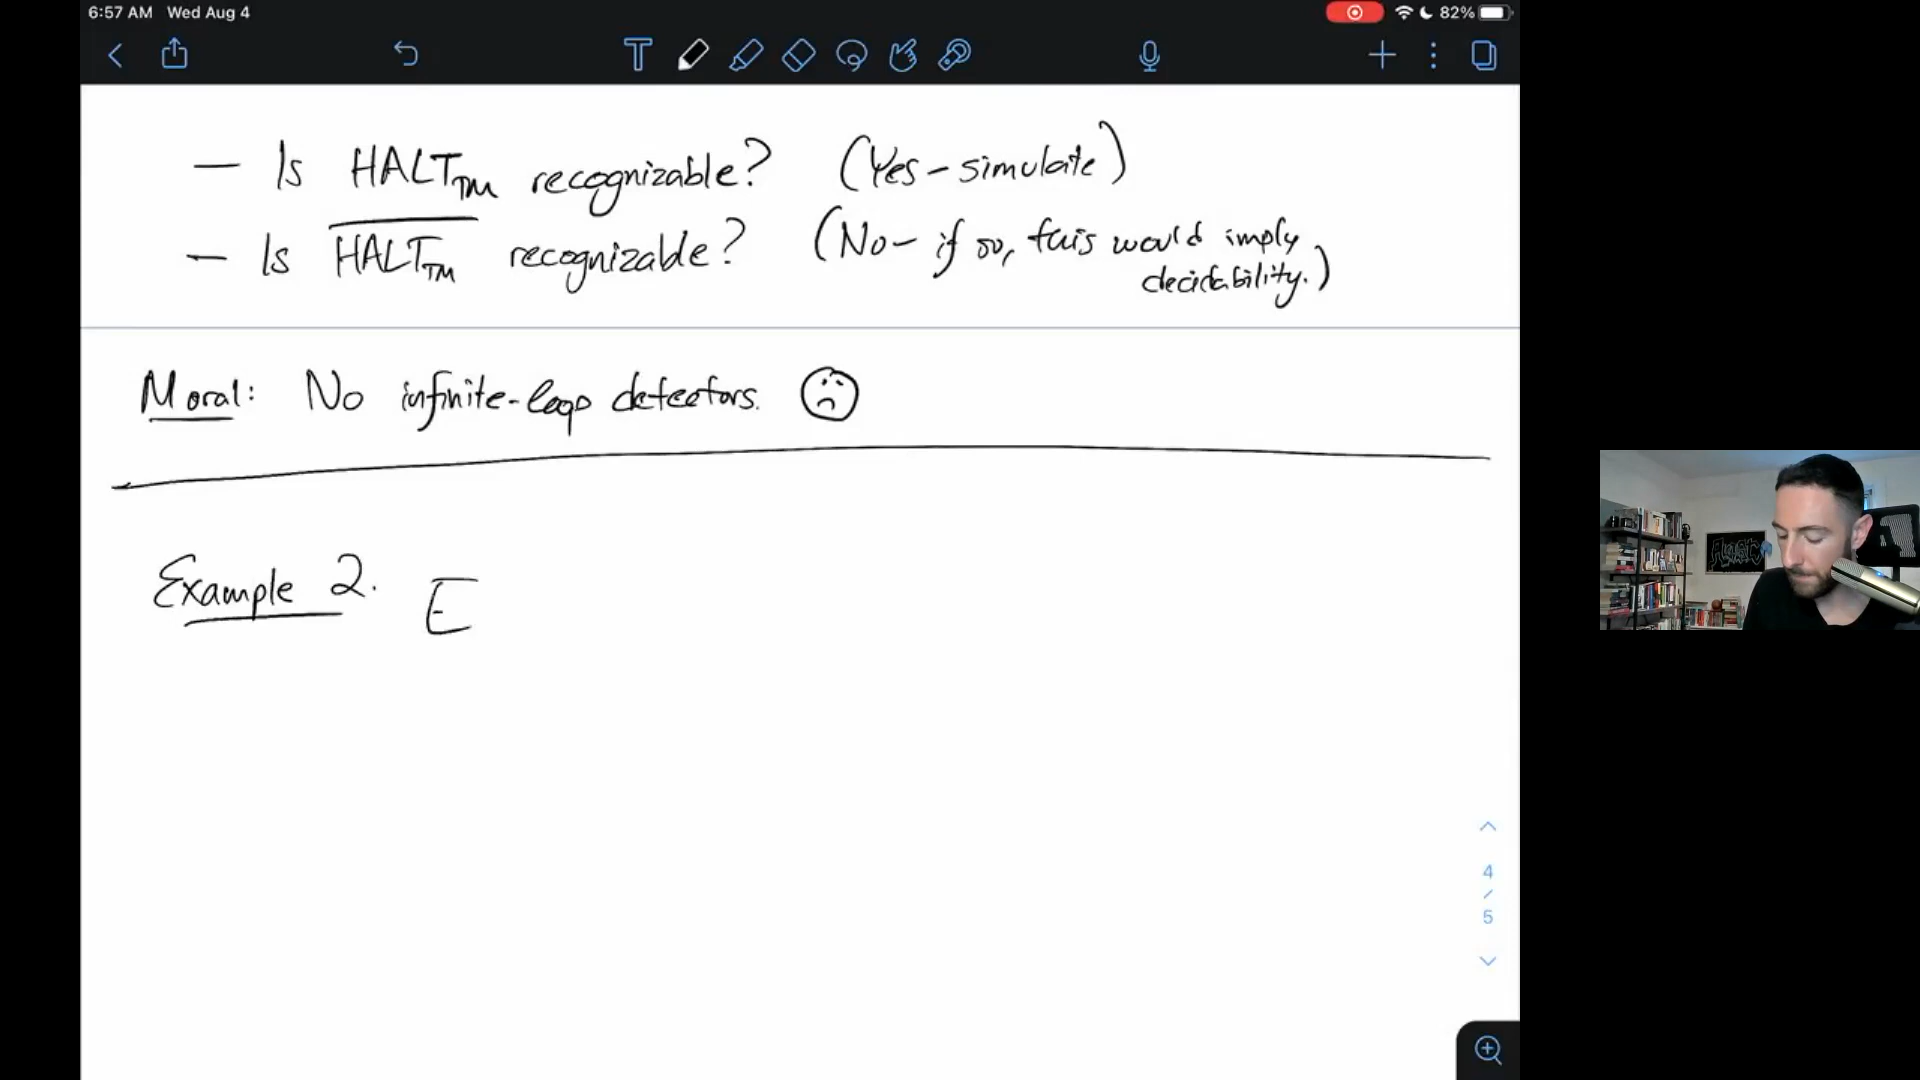 6:57 AM Wed Aug 4
82%
— Is HALT_TM recognizable? (Yes - simulate)
— Is \overline{HALT_TM} recognizable? (No - if so, this would imply
decidability.)
Moral: No infinite-loop detectors. ☹
Example 2. E
4
/
5